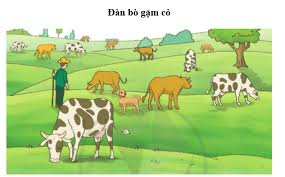 Đàn bò gặm cỏ